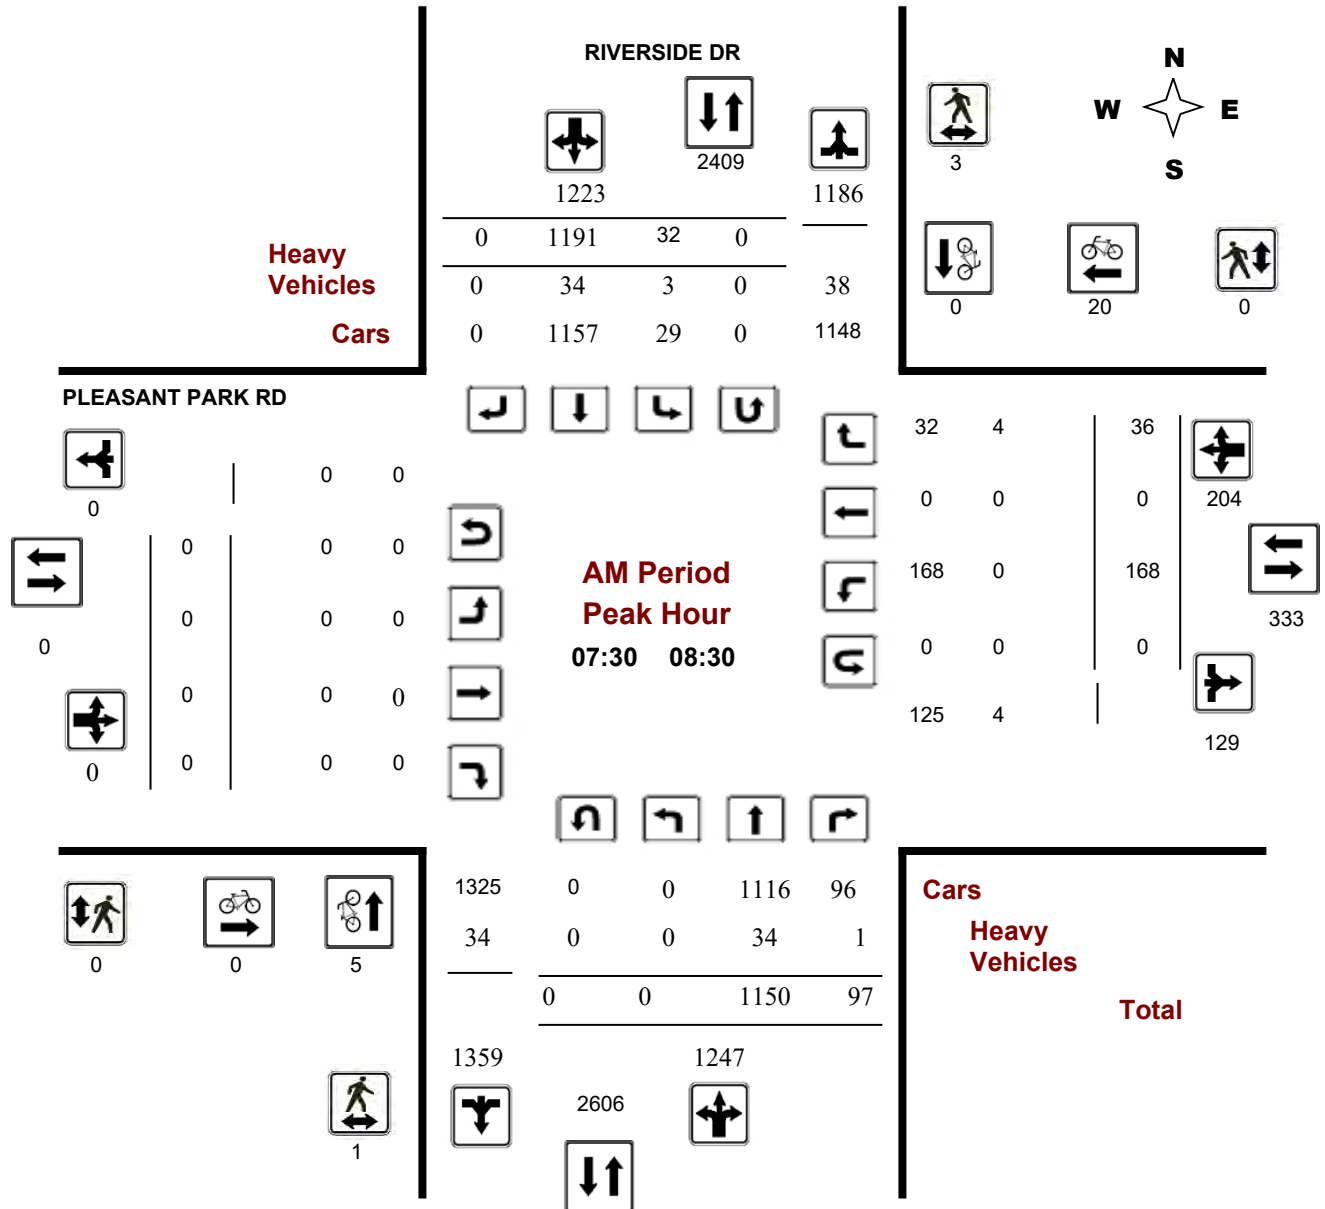 RIVERSIDE DR
N
W E
S
2409
3
1223 1186
0 1191 32 0
Heavy
Vehicles
0 34 3 0 38
0 20 0
Cars
0 1157 29 0 1148
PLEASANT PARK RD
32 4 36
0 0
0
204
0 0 0
0 0 0
AM Period
Peak Hour
07:30 08:30
168 0 168
333
0 0 0
0
0 0 0
0 0 0
125 4
129
0
0 0 0
1325 0 0 1116 96
Cars
34 0 0 34 1
Heavy
Vehicles
0 0 5
0 0 1150 97
Total
1359 1247
2606
1